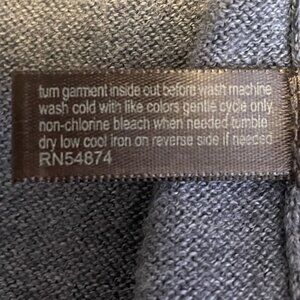 turn garment inside out before wash machine
wash cold with like colors gentle cycle only
non-chlorine bleach when needed tumble
dry low cool iron on reverse side if needed
RN54874